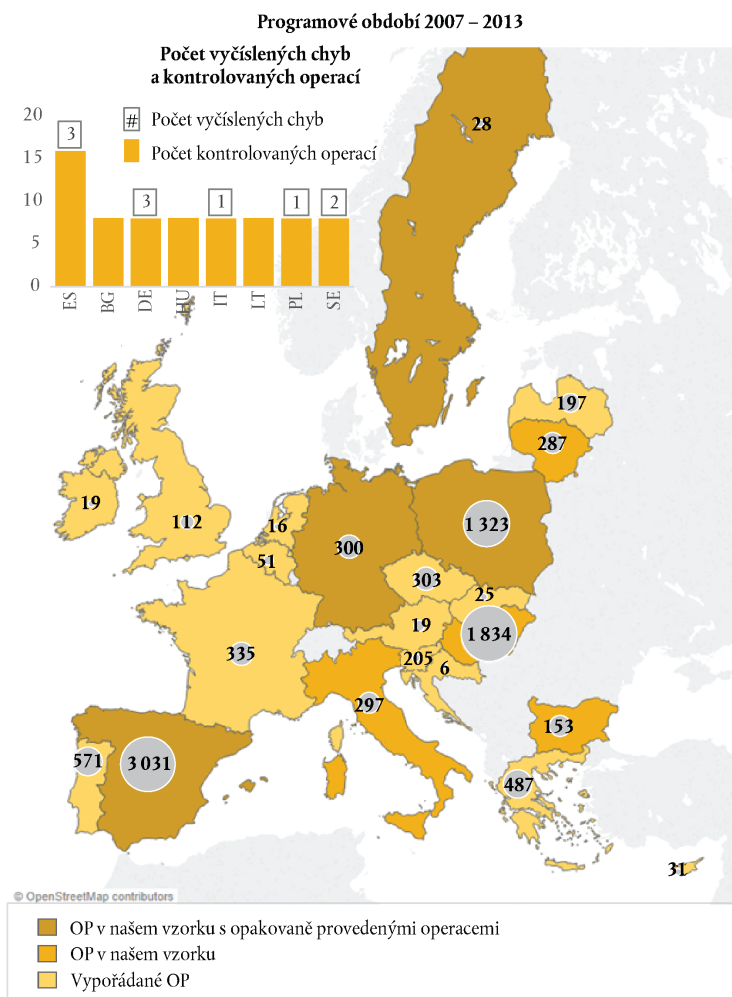 Programové období 2007 – 2013
Počet vyčíslených chyb
a kontrolovaných operací
# Počet vyčíslených chyb
Počet kontrolovaných operací
20
15
10
5
0
3
3
1
1
2
ES
BG
DE
HU
IT
LT
PL
SE
28
197
287
19
112
16
51
300
1 323
303
25
335
19
1 834
205
6
297
153
571
3 031
487
31
© OpenStreetMap contributors
OP v našem vzorku s opakovaně provedenými operacemi
OP v našem vzorku
Vypořádané OP